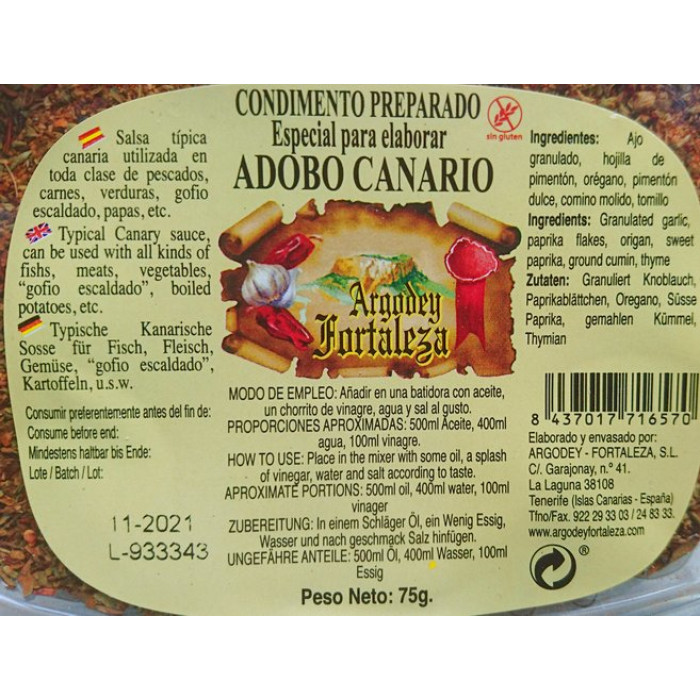 CONDIMENTO PREPARADO
Especial para elaborar
ADOBO CANARIO
sin gluten
Salsa típica
canaria utilizada en
toda clase de pescados,
carnes, verduras, gofio
escaldado, papas, etc.
Typical Canary sauce,
can be used with all kinds of
fishs, meats, vegetables,
“gofio escaldado”, boiled
potatoes, etc.
Typische Kanarische
Sosse für Fisch, Fleisch,
Gemüse, “gofio escaldado”,
Kartoffeln, u.s.w.
Consumir preferentemente antes del fin de:
Consume before end:
Mindestens haltbar bis Ende:
Lote / Batch / Lot:
11-2021
L-933343
Argodey
Fortaleza
MODO DE EMPLEO: Añadir en una batidora con aceite,
un chorrito de vinagre, agua y sal al gusto.
PROPORCIONES APROXIMADAS: 500ml Aceite, 400ml
agua, 100ml vinagre.
HOW TO USE: Place in the mixer with some oil, a splash
of vinegar, water and salt according to taste.
APROXIMATE PORTIONS: 500ml oil, 400ml water, 100ml
vinager
ZUBEREITUNG: In einem Schläger Öl, ein Wenig Essig,
Wasser und nach geschmack Salz hinfügen.
UNGEFÄHRE ANTEILE: 500ml Öl, 400ml Wasser, 100ml
Essig
Peso Neto: 75g.
Ingredientes: Ajo
granulado, hojilla de
pimentón, orégano, pimentón
dulce, comino molido, tomillo
Ingredients: Granulated garlic,
paprika flakes, origan, sweet
paprika, ground cumin, thyme
Zutaten: Granuliert Knoblauch,
Paprikablättchen, Oregano, Süsse
Paprika, gemahlen Kümmel,
Thymian
8 437017 716570
Elaborado y envasado por:
ARGODEY - FORTALEZA, S.L.
C/. Garajonay, n.º 41.
La Laguna 38108
Tenerife (Islas Canarias - España)
Tfno/Fax. 922 29 33 03 / 24 83 33.
www.argodeyfortaleza.com
®